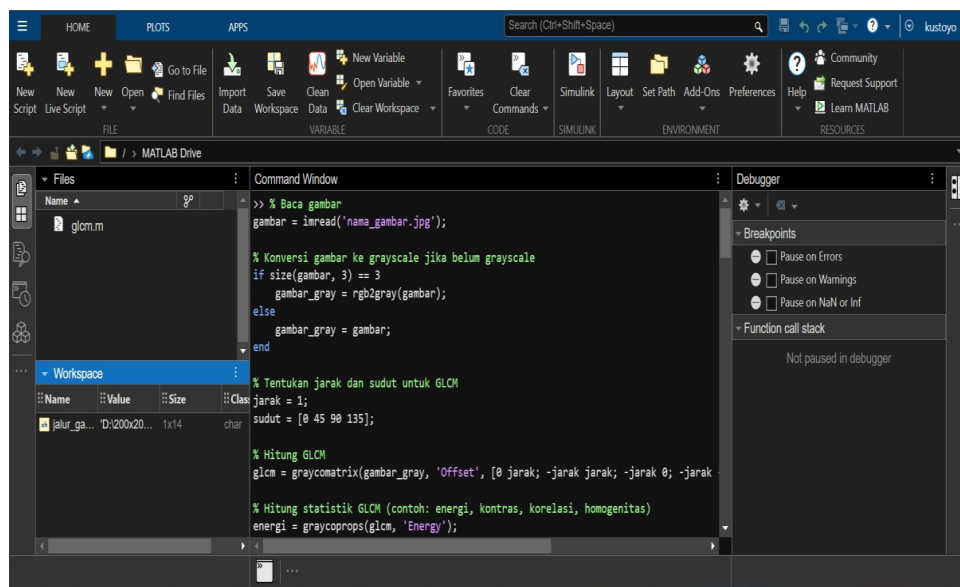 HOME PLOTS APPS Search (Ctrl+Shift+Space) kustoyo
New Script
New Live Script
New
Open
Go to File
Find Files
Import Data
Save Workspace
Clean Data
New Variable
Open Variable
Clear Workspace
Favorites
Clear Commands
Simulink
Layout
Set Path
Add-Ons
Preferences
Help
Community
Request Support
Learn MATLAB
FILE VARIABLE CODE SIMULINK ENVIRONMENT RESOURCES
/ > MATLAB Drive
Files
Name
glcm.m
Workspace
Name Value Size Clas
jalur_ga... 'D:\200x20... 1x14 char
Command Window
>> % Baca gambar
gambar = imread('nama_gambar.jpg');
% Konversi gambar ke grayscale jika belum grayscale
if size(gambar, 3) == 3
gambar_gray = rgb2gray(gambar);
else
gambar_gray = gambar;
end
% Tentukan jarak dan sudut untuk GLCM
jarak = 1;
sudut = [0 45 90 135];
% Hitung GLCM
glcm = graycomatrix(gambar_gray, 'Offset', [0 jarak; -jarak jarak; -jarak 0; -jarak -
% Hitung statistik GLCM (contoh: energi, kontras, korelasi, homogenitas)
energi = graycoprops(glcm, 'Energy');
Debugger
Breakpoints
Pause on Errors
Pause on Warnings
Pause on NaN or Inf
Function call stack
Not paused in debugger